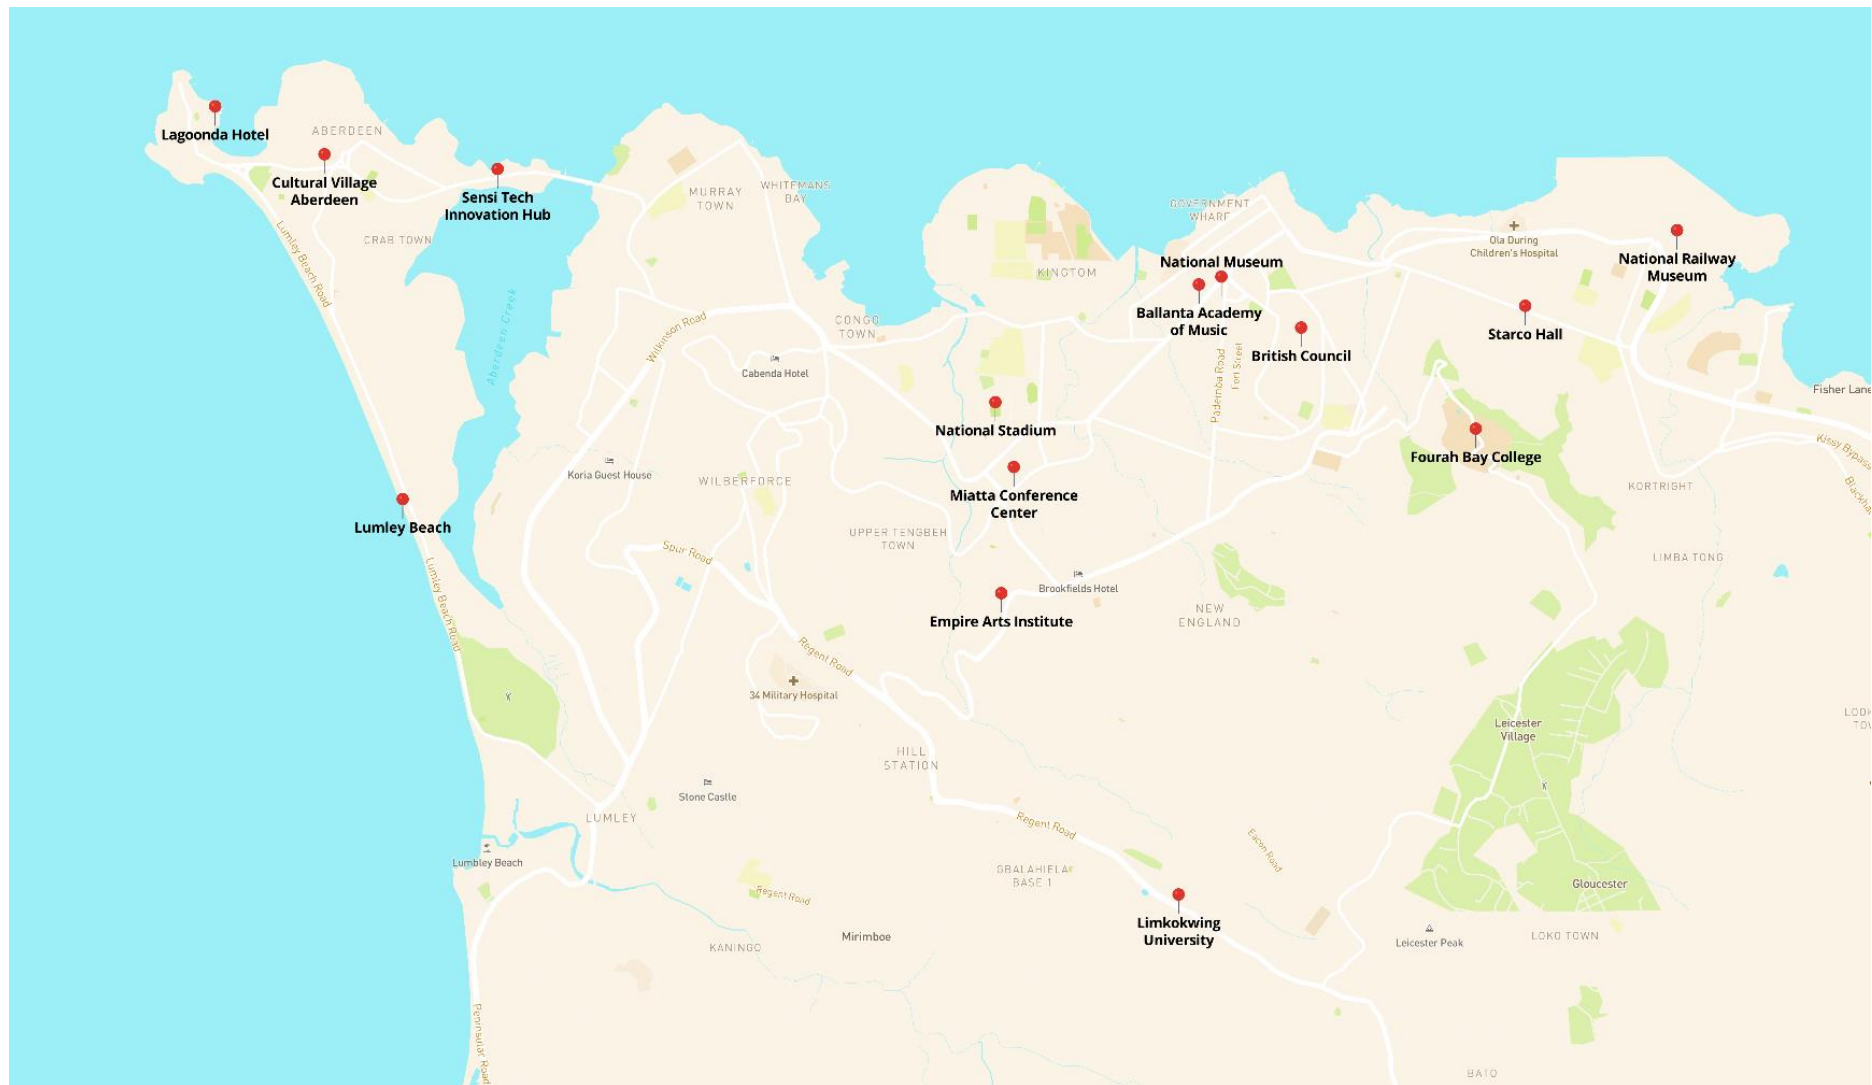 Lagoonda Hotel
ABERDEEN
Cultural Village
Aberdeen
Sensi Tech
Innovation Hub
MURRAY
TOWN
WHITEMANS
BAY
CRAB TOWN
Lumley Beach Road
Aberdeen Creek
Wilkinson Road
CONGO
TOWN
Cabenda Hotel
KINGTOM
GOVERNMENT
WHARF
National Museum
Ballanta Academy
of Music
British Council
Pademba Road
Fort Street
Ola During
Children's Hospital
National Railway
Museum
Starco Hall
Fisher Lane
Kissy Bypass
National Stadium
Miatta Conference
Center
Fourah Bay College
KORTRIGHT
Koria Guest House
WILBERFORCE
Lumley Beach
UPPER TENGBEH
TOWN
Spur Road
Lumley Beach Road
LIMBA TONG
Brookfields Hotel
Empire Arts Institute
NEW
ENGLAND
Regent Road
34 Military Hospital
Leicester
Village
HILL
STATION
Stone Castle
LUMLEY
Regent Road
Eacon Road
Lumbley Beach
GBALAHIELA
BASE 1
Regent Road
Gloucester
Limkokwing
University
Mirimboe
KANINGO
Leicester Peak
LOKO TOWN
Peninsular Road
BATO